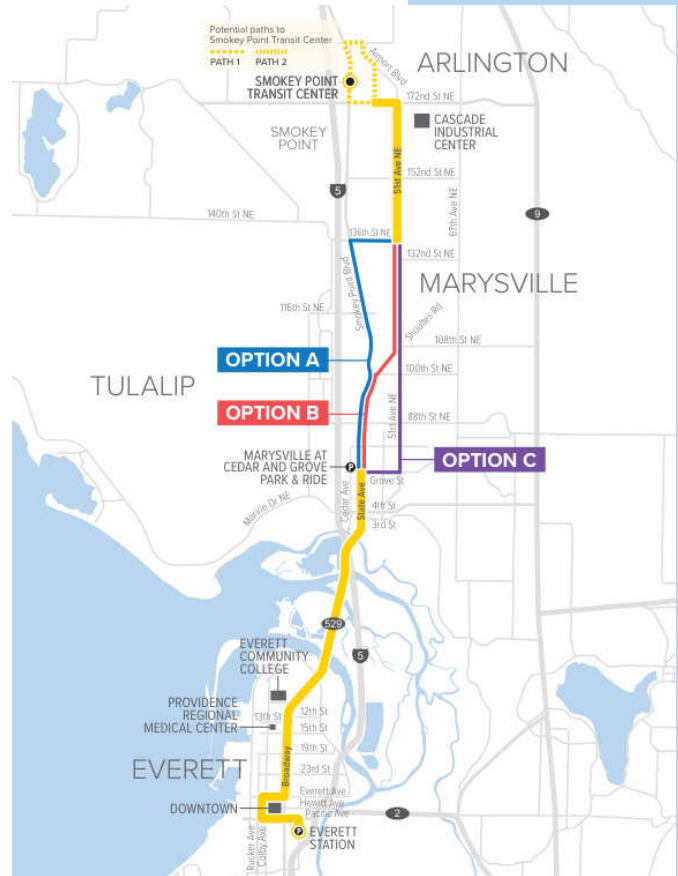 Potential paths to
Smokey Point Transit Center
PATH 1 PATH 2
Airport Blvd
ARLINGTON
SMOKEY POINT
TRANSIT CENTER
172nd St NE
SMOKEY
POINT
CASCADE
INDUSTRIAL
CENTER
51st Ave NE
152nd St NE
67th Ave NE
5
140th St NE
9
136th St NE
132nd St NE
Smokey Point Blvd
MARYSVILLE
116th St NE
Shoultes Rd
108th St NE
OPTION A
100th St NE
TULALIP
OPTION B
51st Ave NE
88th St NE
MARYSVILLE AT
CEDAR AND GROVE
PARK & RIDE
P
OPTION C
Grove St
Marine Dr NE
Cedar Ave
State Ave
4th St
3rd St
529
5
EVERETT
COMMUNITY
COLLEGE
PROVIDENCE
REGIONAL
MEDICAL CENTER
13th St
12th St
15th St
19th St
23rd St
Broadway
EVERETT
Everett Ave
Hewitt Ave
Pacific Ave
DOWNTOWN
2
P
EVERETT
STATION
Rucker Ave
Colby Ave